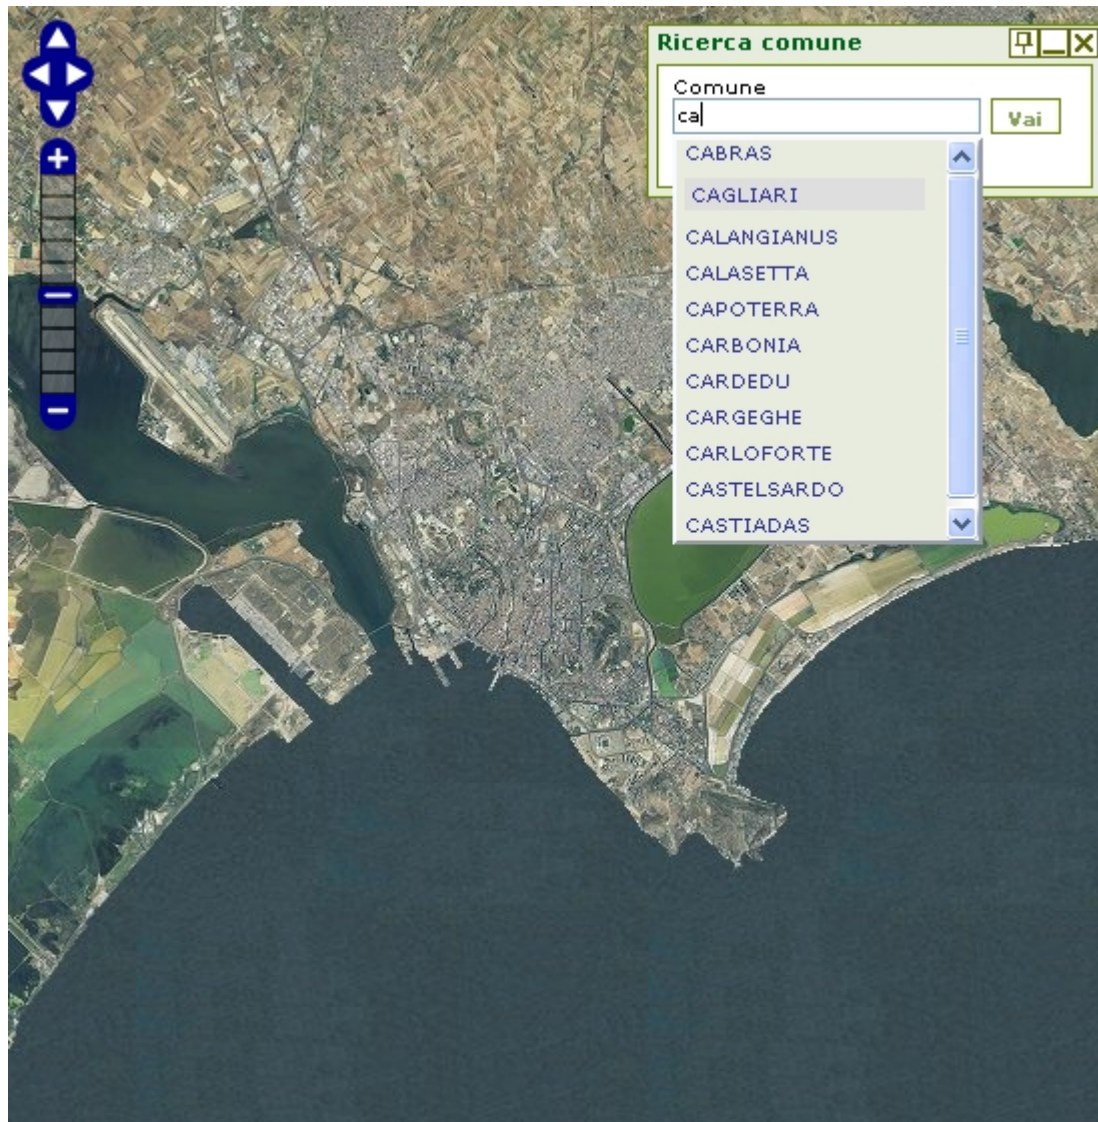 Ricerca comune
Comune
ca
Vai
CABRAS
CAGLIARI
CALANGIANUS
CALASETTA
CAPOTERRA
CARBONIA
CARDEDU
CARGEGHE
CARLOFORTE
CASTELSARDO
CASTIADAS